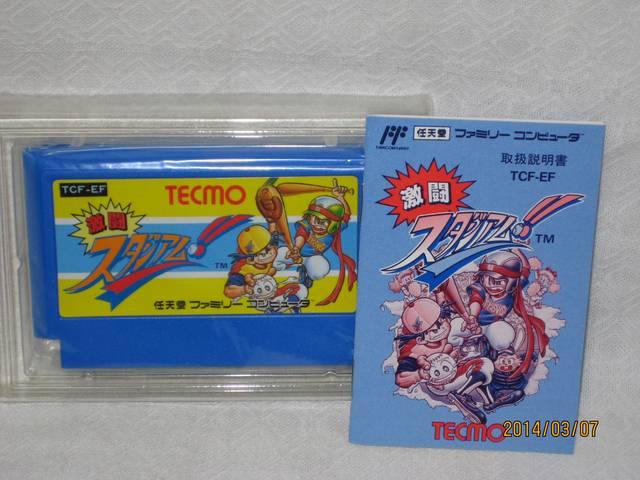 TCF-EF
TECMO
激闘
スタジアム!!
TM
任天堂 ファミリー コンピュータ
TM
任天堂 ファミリー コンピュータ
TM
取扱説明書
TCF-EF
激闘
スタジアム!!
TM
TECMO
2014/03/07